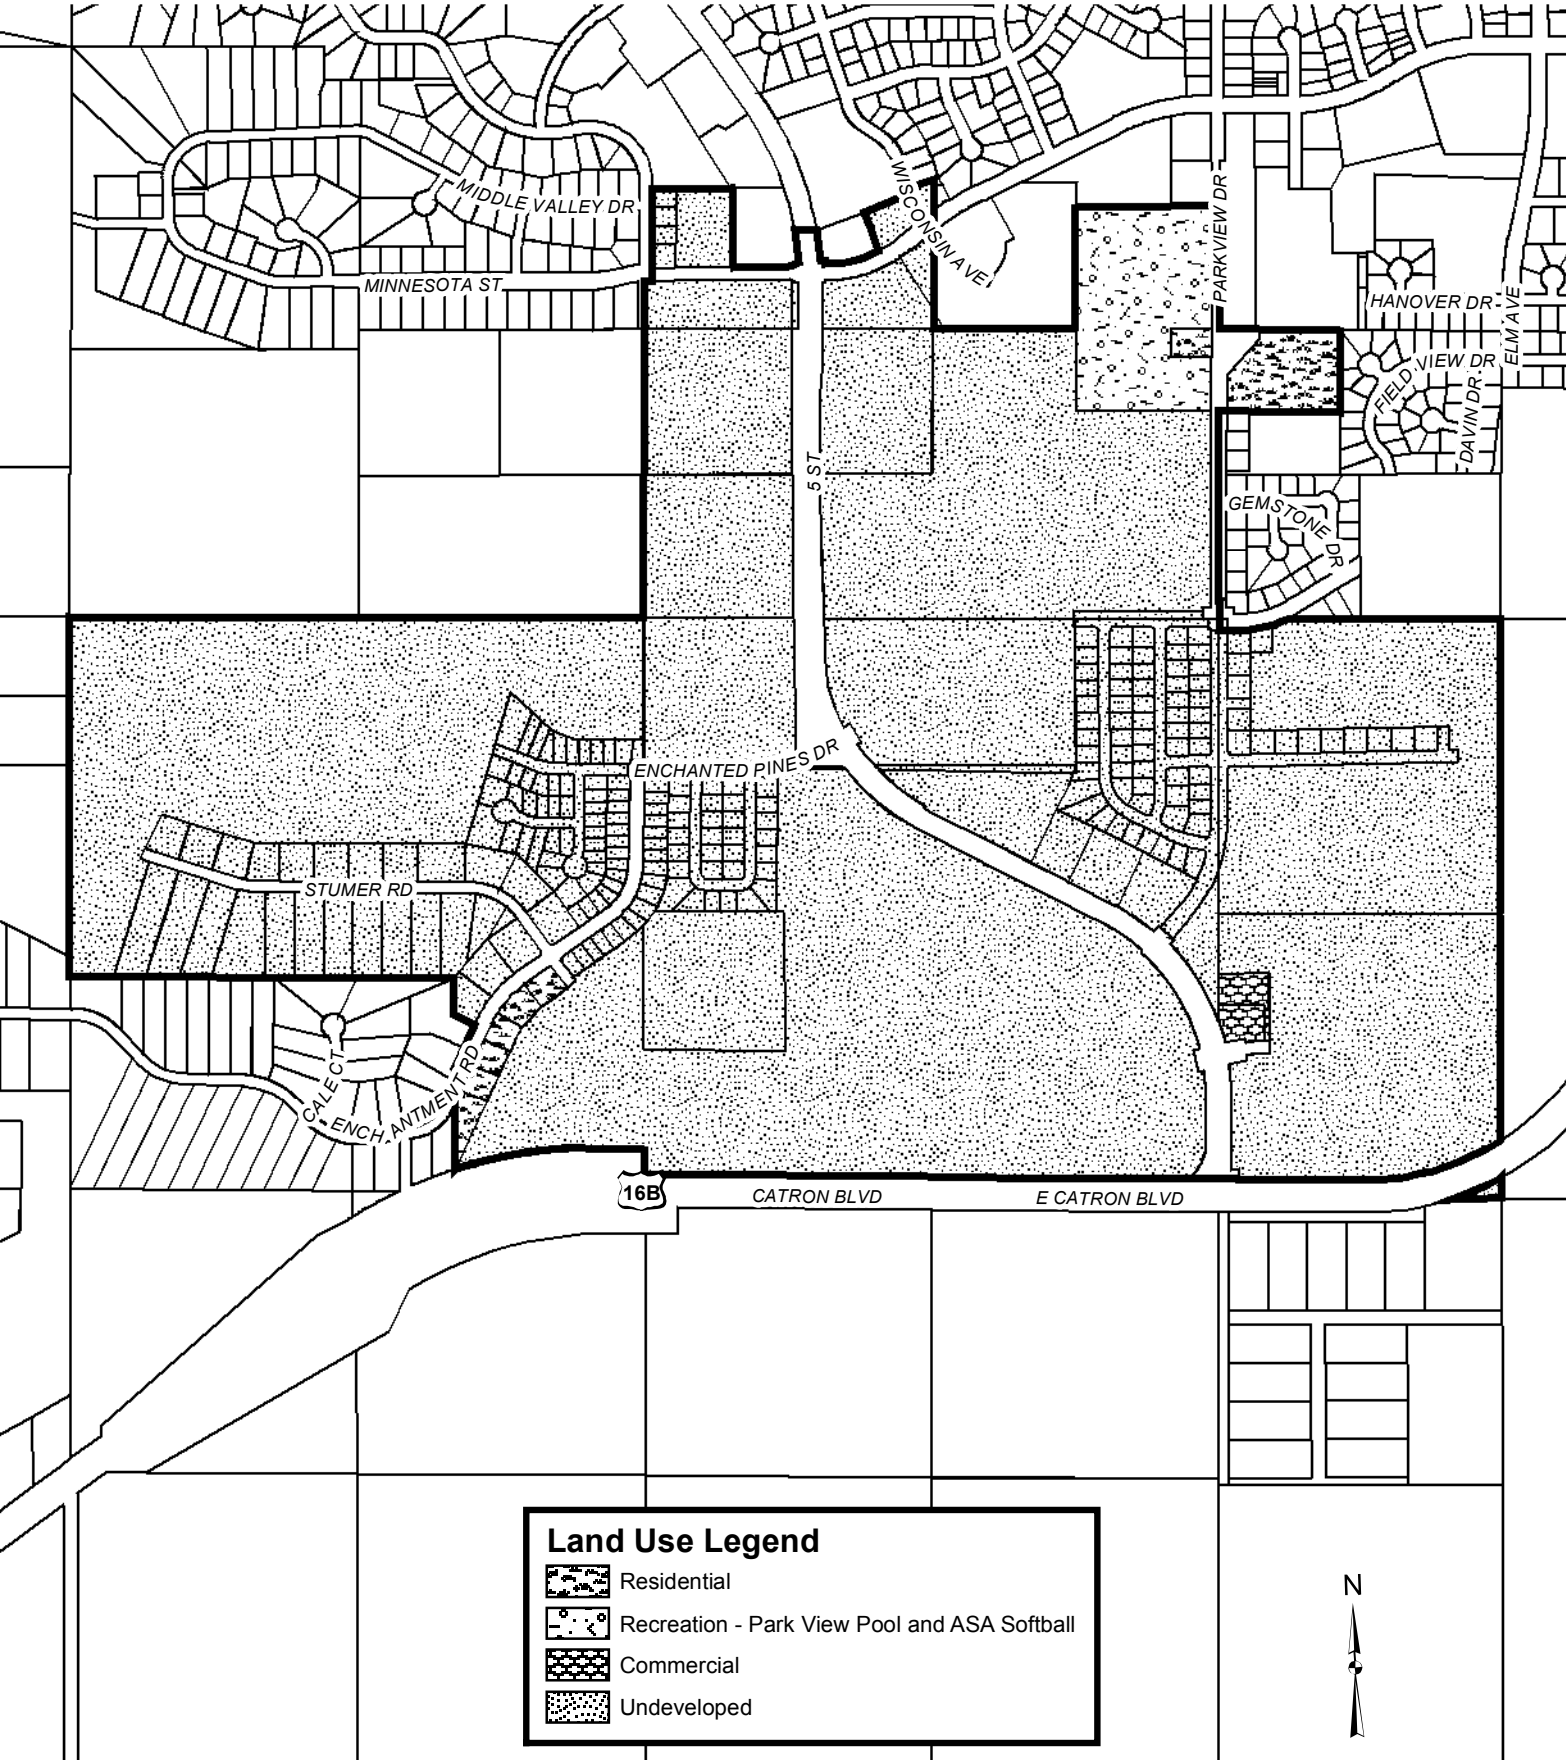 WISCONSIN AVE
PARKVIEW DR
MIDDLE VALLEY DR
MINNESOTA ST
HANOVER DR
ELM AVE
FIELD VIEW DR
DAVIN DR
5 ST
GEMSTONE DR
ENCHANTED PINES DR
STUMER RD
CALE CT
ENCHANTMENT RD
16B
CATRON BLVD
E CATRON BLVD
Land Use Legend
Residential
Recreation - Park View Pool and ASA Softball
Commercial
Undeveloped
N